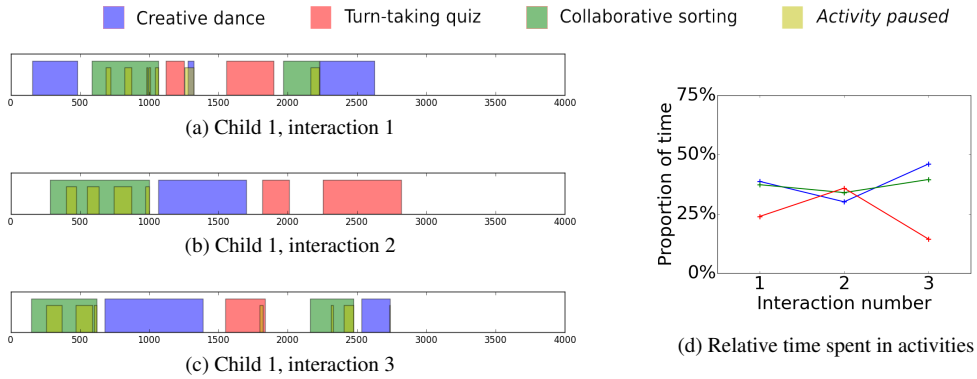 Creative dance Turn-taking quiz Collaborative sorting Activity paused
0 500 1000 1500 2000 2500 3000 3500 4000
(a) Child 1, interaction 1
0 500 1000 1500 2000 2500 3000 3500 4000
(b) Child 1, interaction 2
0 500 1000 1500 2000 2500 3000 3500 4000
(c) Child 1, interaction 3
Proportion of time
75%
50%
25%
0%
1 2 3
Interaction number
(d) Relative time spent in activities